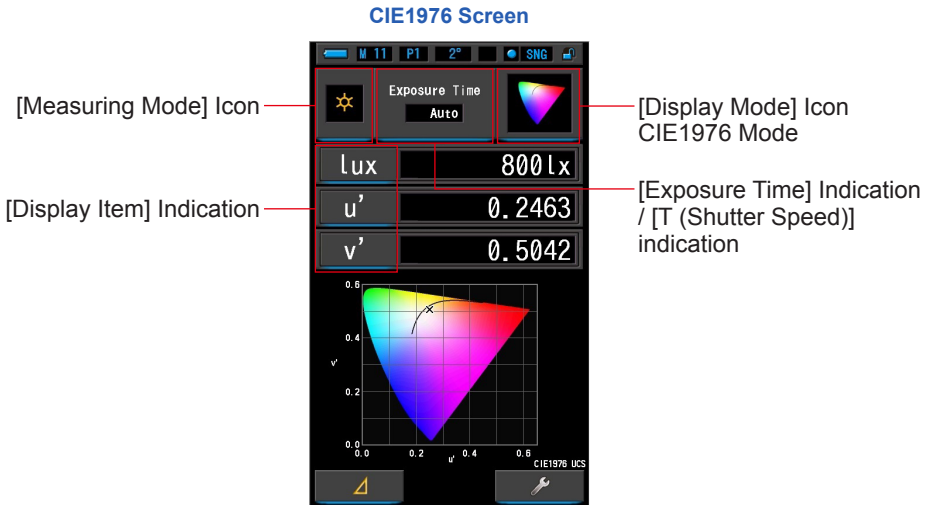 CIE1976 Screen
M 11 P1 2° SNG
[Measuring Mode] Icon
Exposure Time
Auto
[Display Mode] Icon
CIE1976 Mode
lux 800lx
[Exposure Time] Indication
/ [T (Shutter Speed)]
indication
[Display Item] Indication
u' 0.2463
v' 0.5042
0.6
0.4
v'
0.2
0.0
0.0 0.2 u' 0.4 0.6
CIE1976 UCS